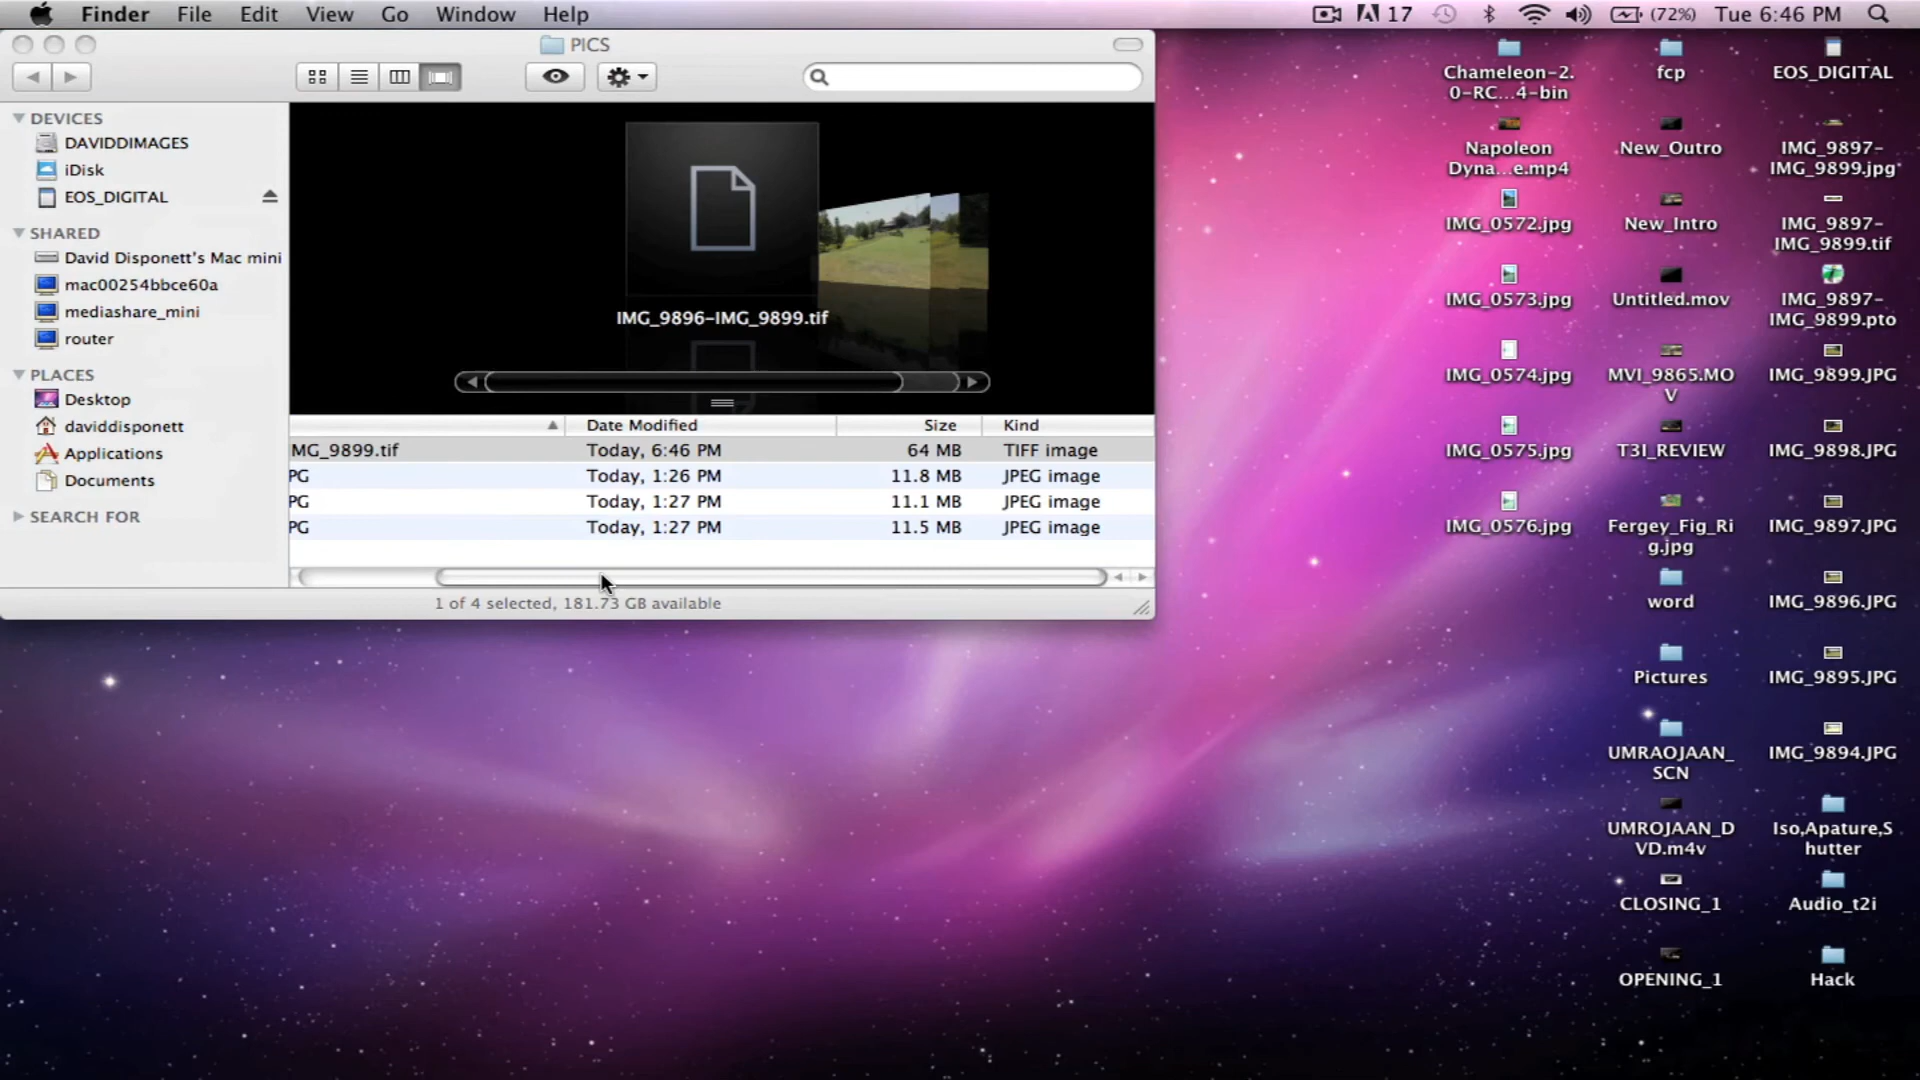 Finder File Edit View Go Window Help 17 (72%) Tue 6:46 PM
PICS
DEVICES
DAVIDDIMAGES
iDisk
EOS_DIGITAL
SHARED
David Disponett's Mac mini
mac00254bbce60a
mediashare_mini
router
PLACES
Desktop
daviddisponett
Applications
Documents
SEARCH FOR
IMG_9896-IMG_9899.tif
Date Modified Size Kind
MG_9899.tif Today, 6:46 PM 64 MB TIFF image
PG Today, 1:26 PM 11.8 MB JPEG image
PG Today, 1:27 PM 11.1 MB JPEG image
PG Today, 1:27 PM 11.5 MB JPEG image
1 of 4 selected, 181.73 GB available
Chameleon-2.
0-RC...4-bin
Napoleon
Dyna...e.mp4
IMG_0572.jpg
IMG_0573.jpg
IMG_0574.jpg
IMG_0575.jpg
IMG_0576.jpg
fcp
New_Outro
New_Intro
Untitled.mov
MVI_9865.MO
V
T3I_REVIEW
Fergey_Fig_Ri
g.jpg
word
Pictures
UMRAOJAAN_
SCN
UMROJAAN_D
VD.m4v
CLOSING_1
OPENING_1
EOS_DIGITAL
IMG_9897-
IMG_9899.jpg
IMG_9897-
IMG_9899.tif
IMG_9897-
IMG_9899.pto
IMG_9899.JPG
IMG_9898.JPG
IMG_9897.JPG
IMG_9896.JPG
IMG_9895.JPG
IMG_9894.JPG
Iso,Apature,S
hutter
Audio_t2i
Hack